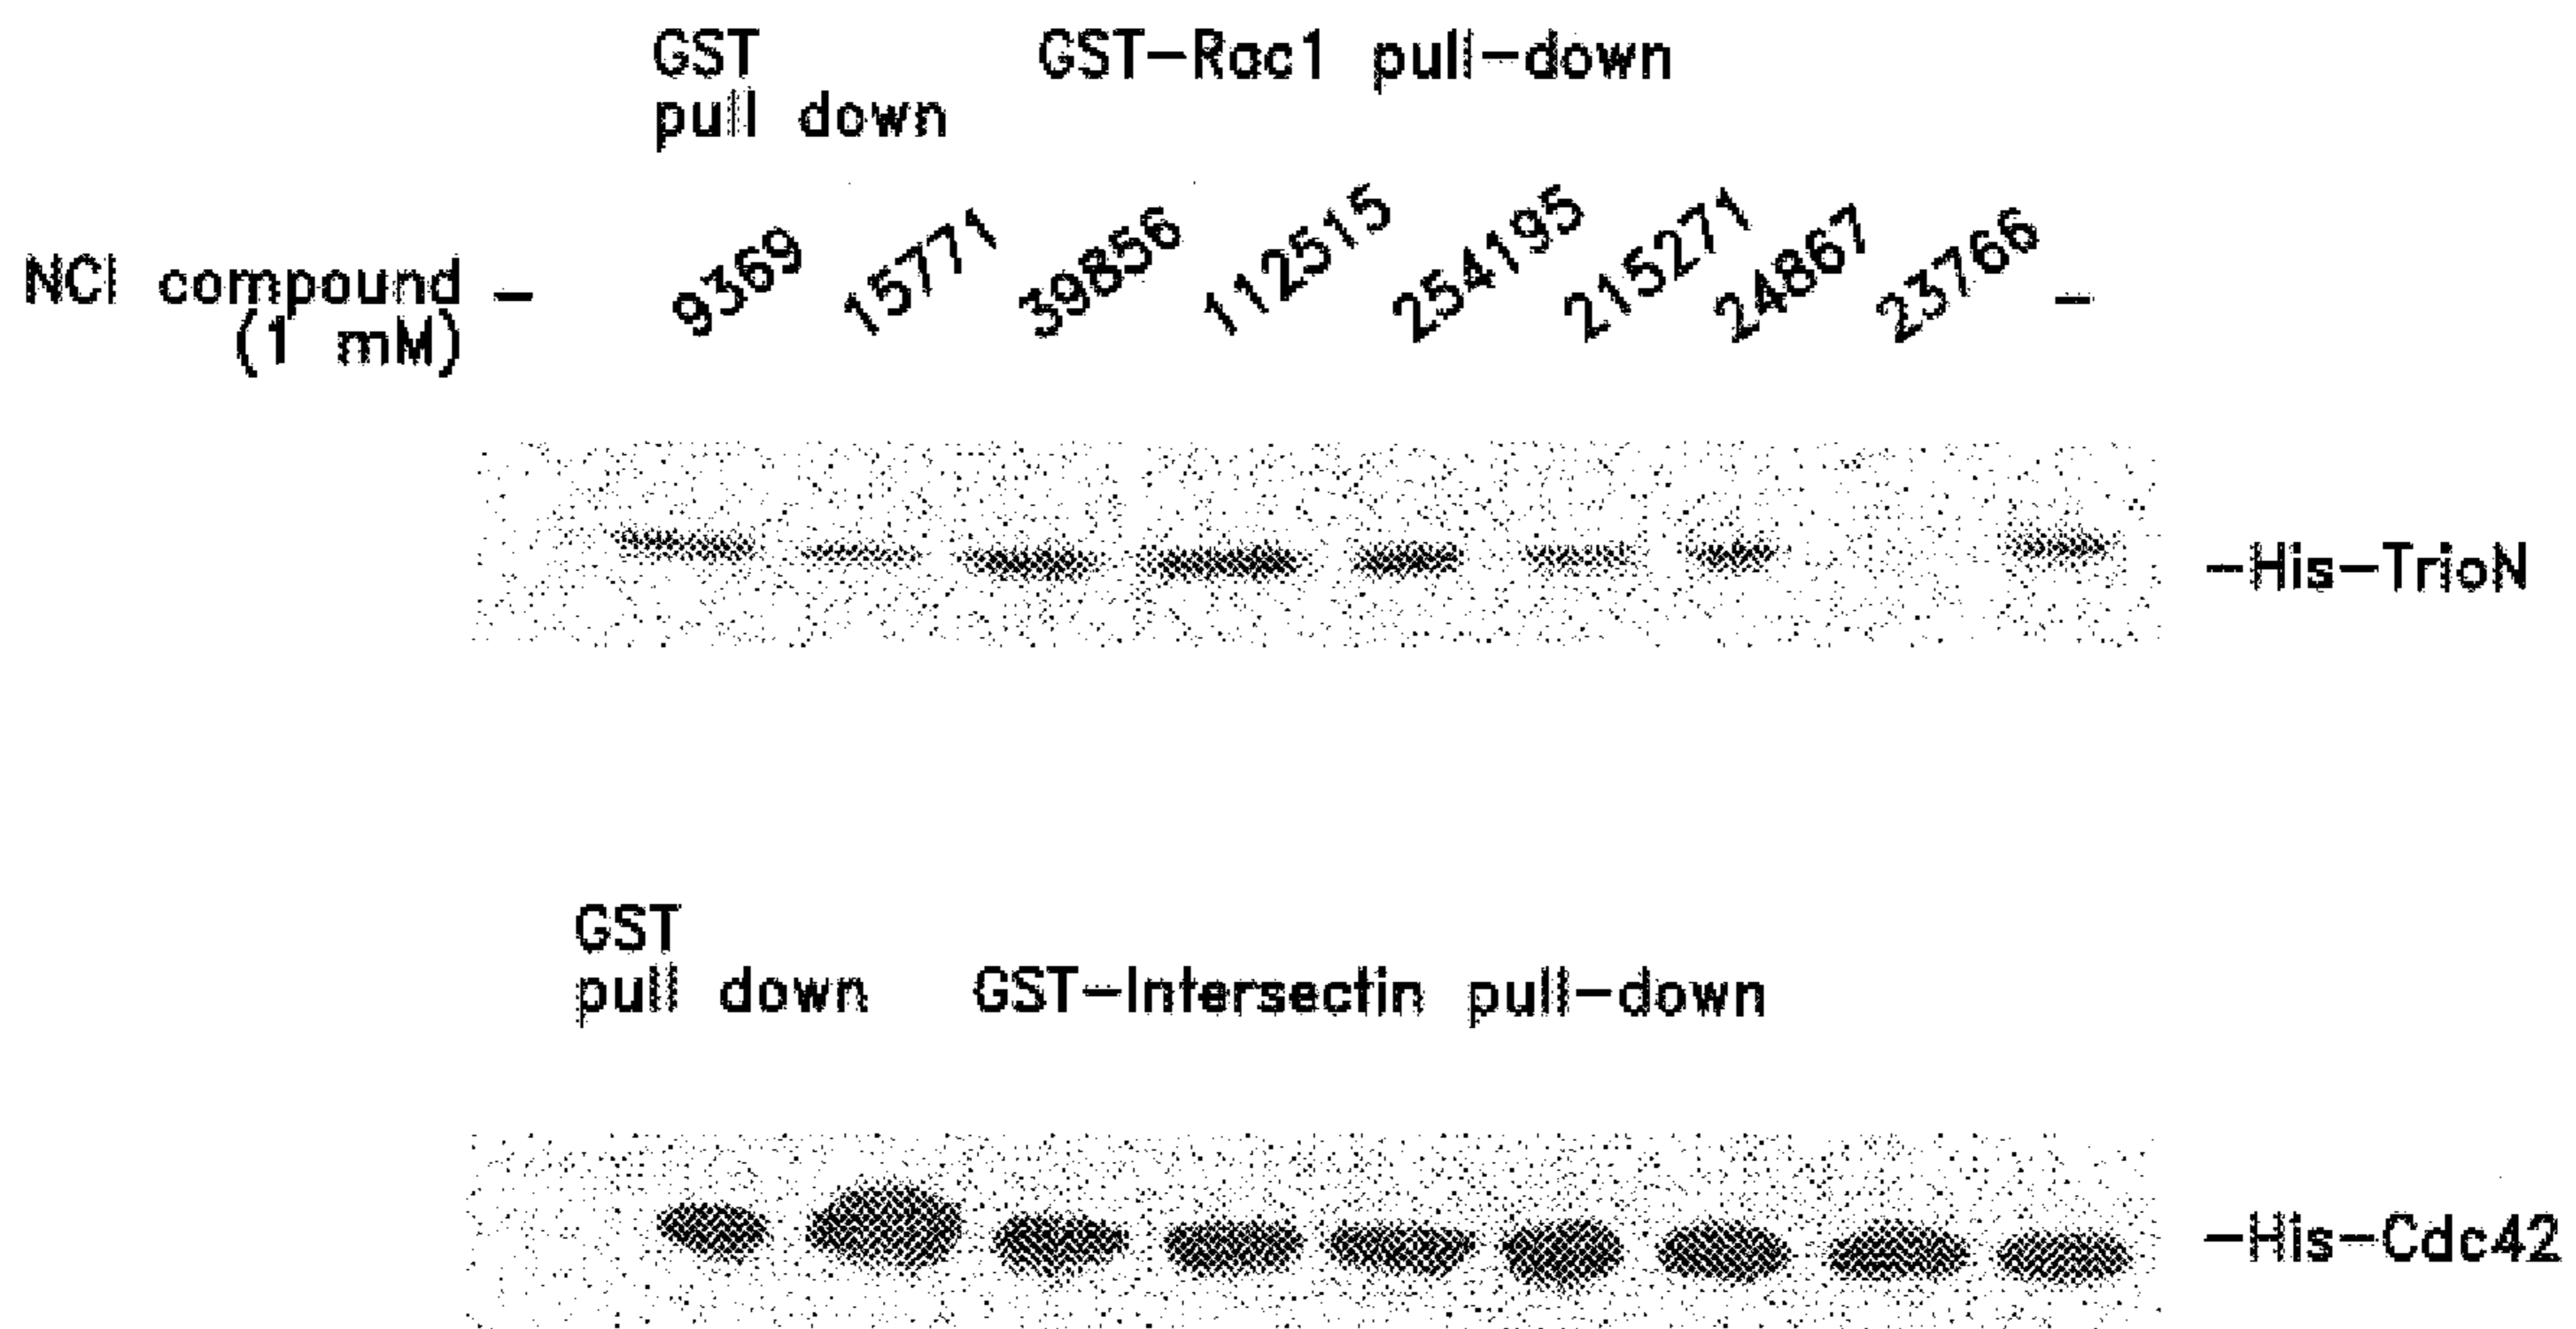 GST
pull down
GST-Rac1 pull-down
NCI compound
(1 mM)
-
9369
15771
39856
112515
254195
215271
24867
23766
-
-His-TrioN
GST
pull down
GST-Intersectin pull-down
-His-Cdc42